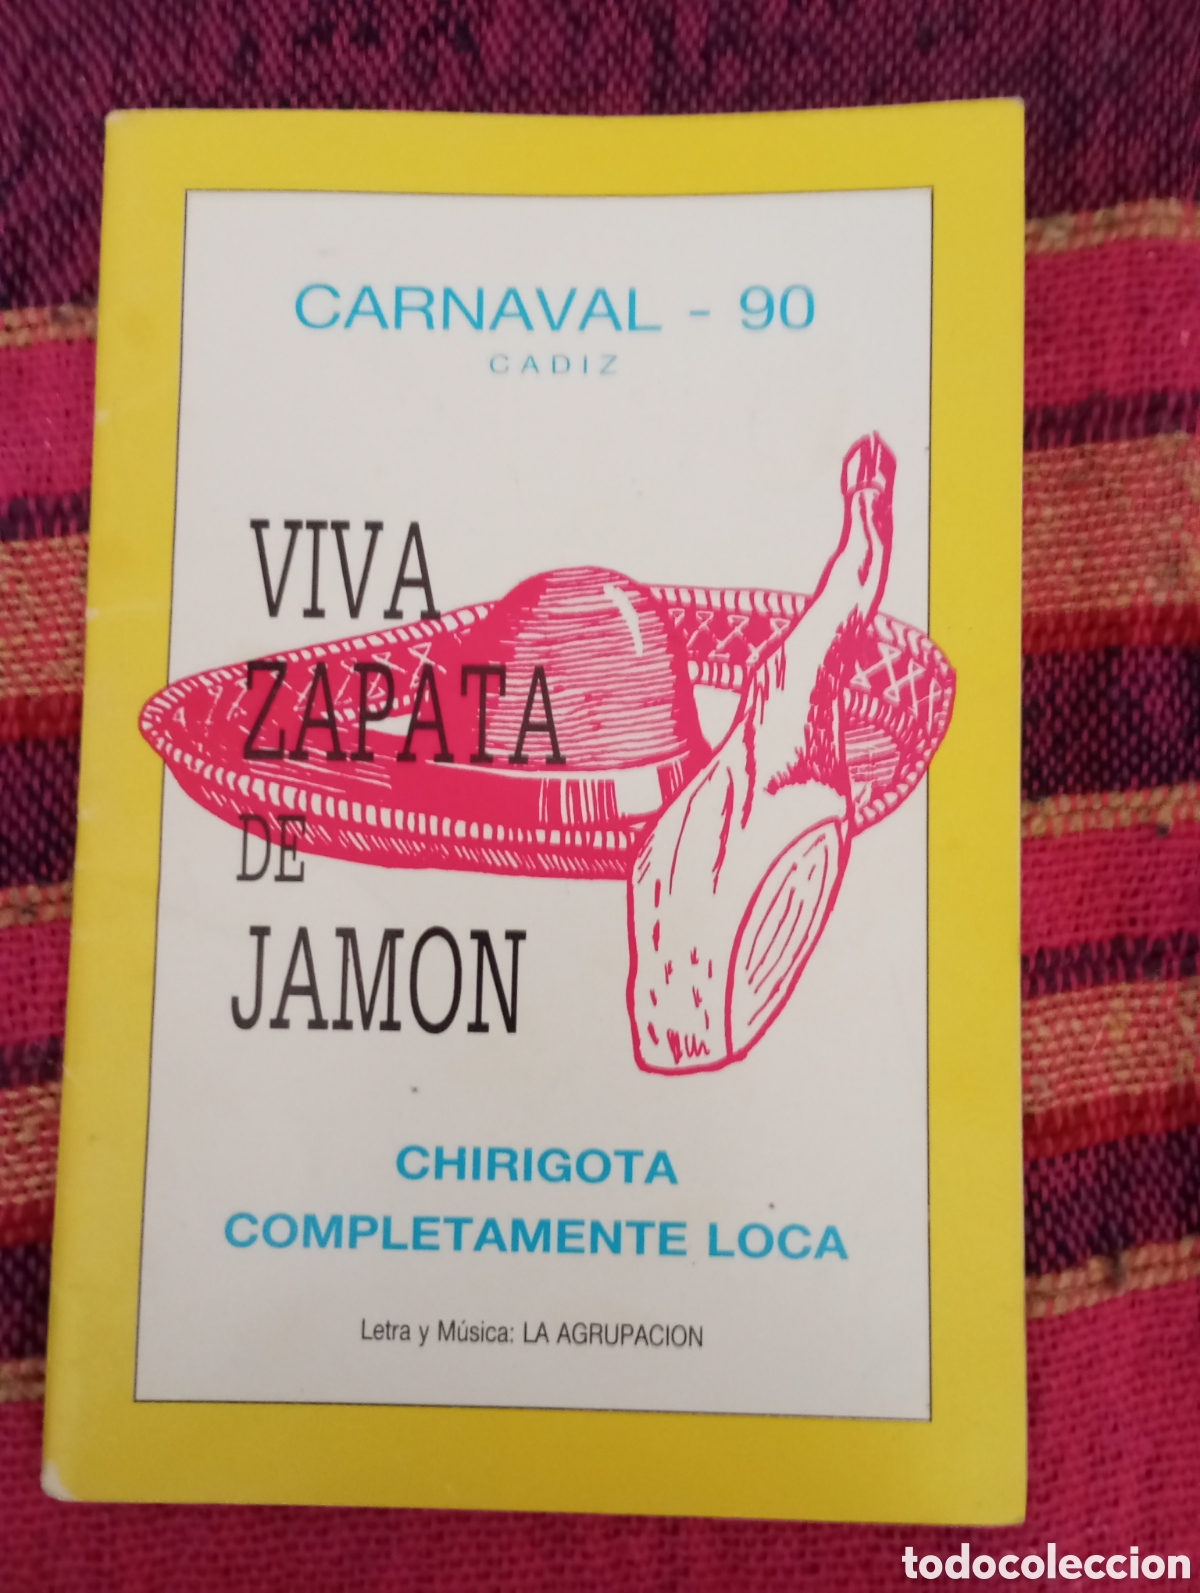 CARNAVAL - 90
CADIZ
VIVA
ZAPATA
DE
JAMON
CHIRIGOTA
COMPLETAMENTE LOCA
Letra y Música: LA AGRUPACION
todocoleccion